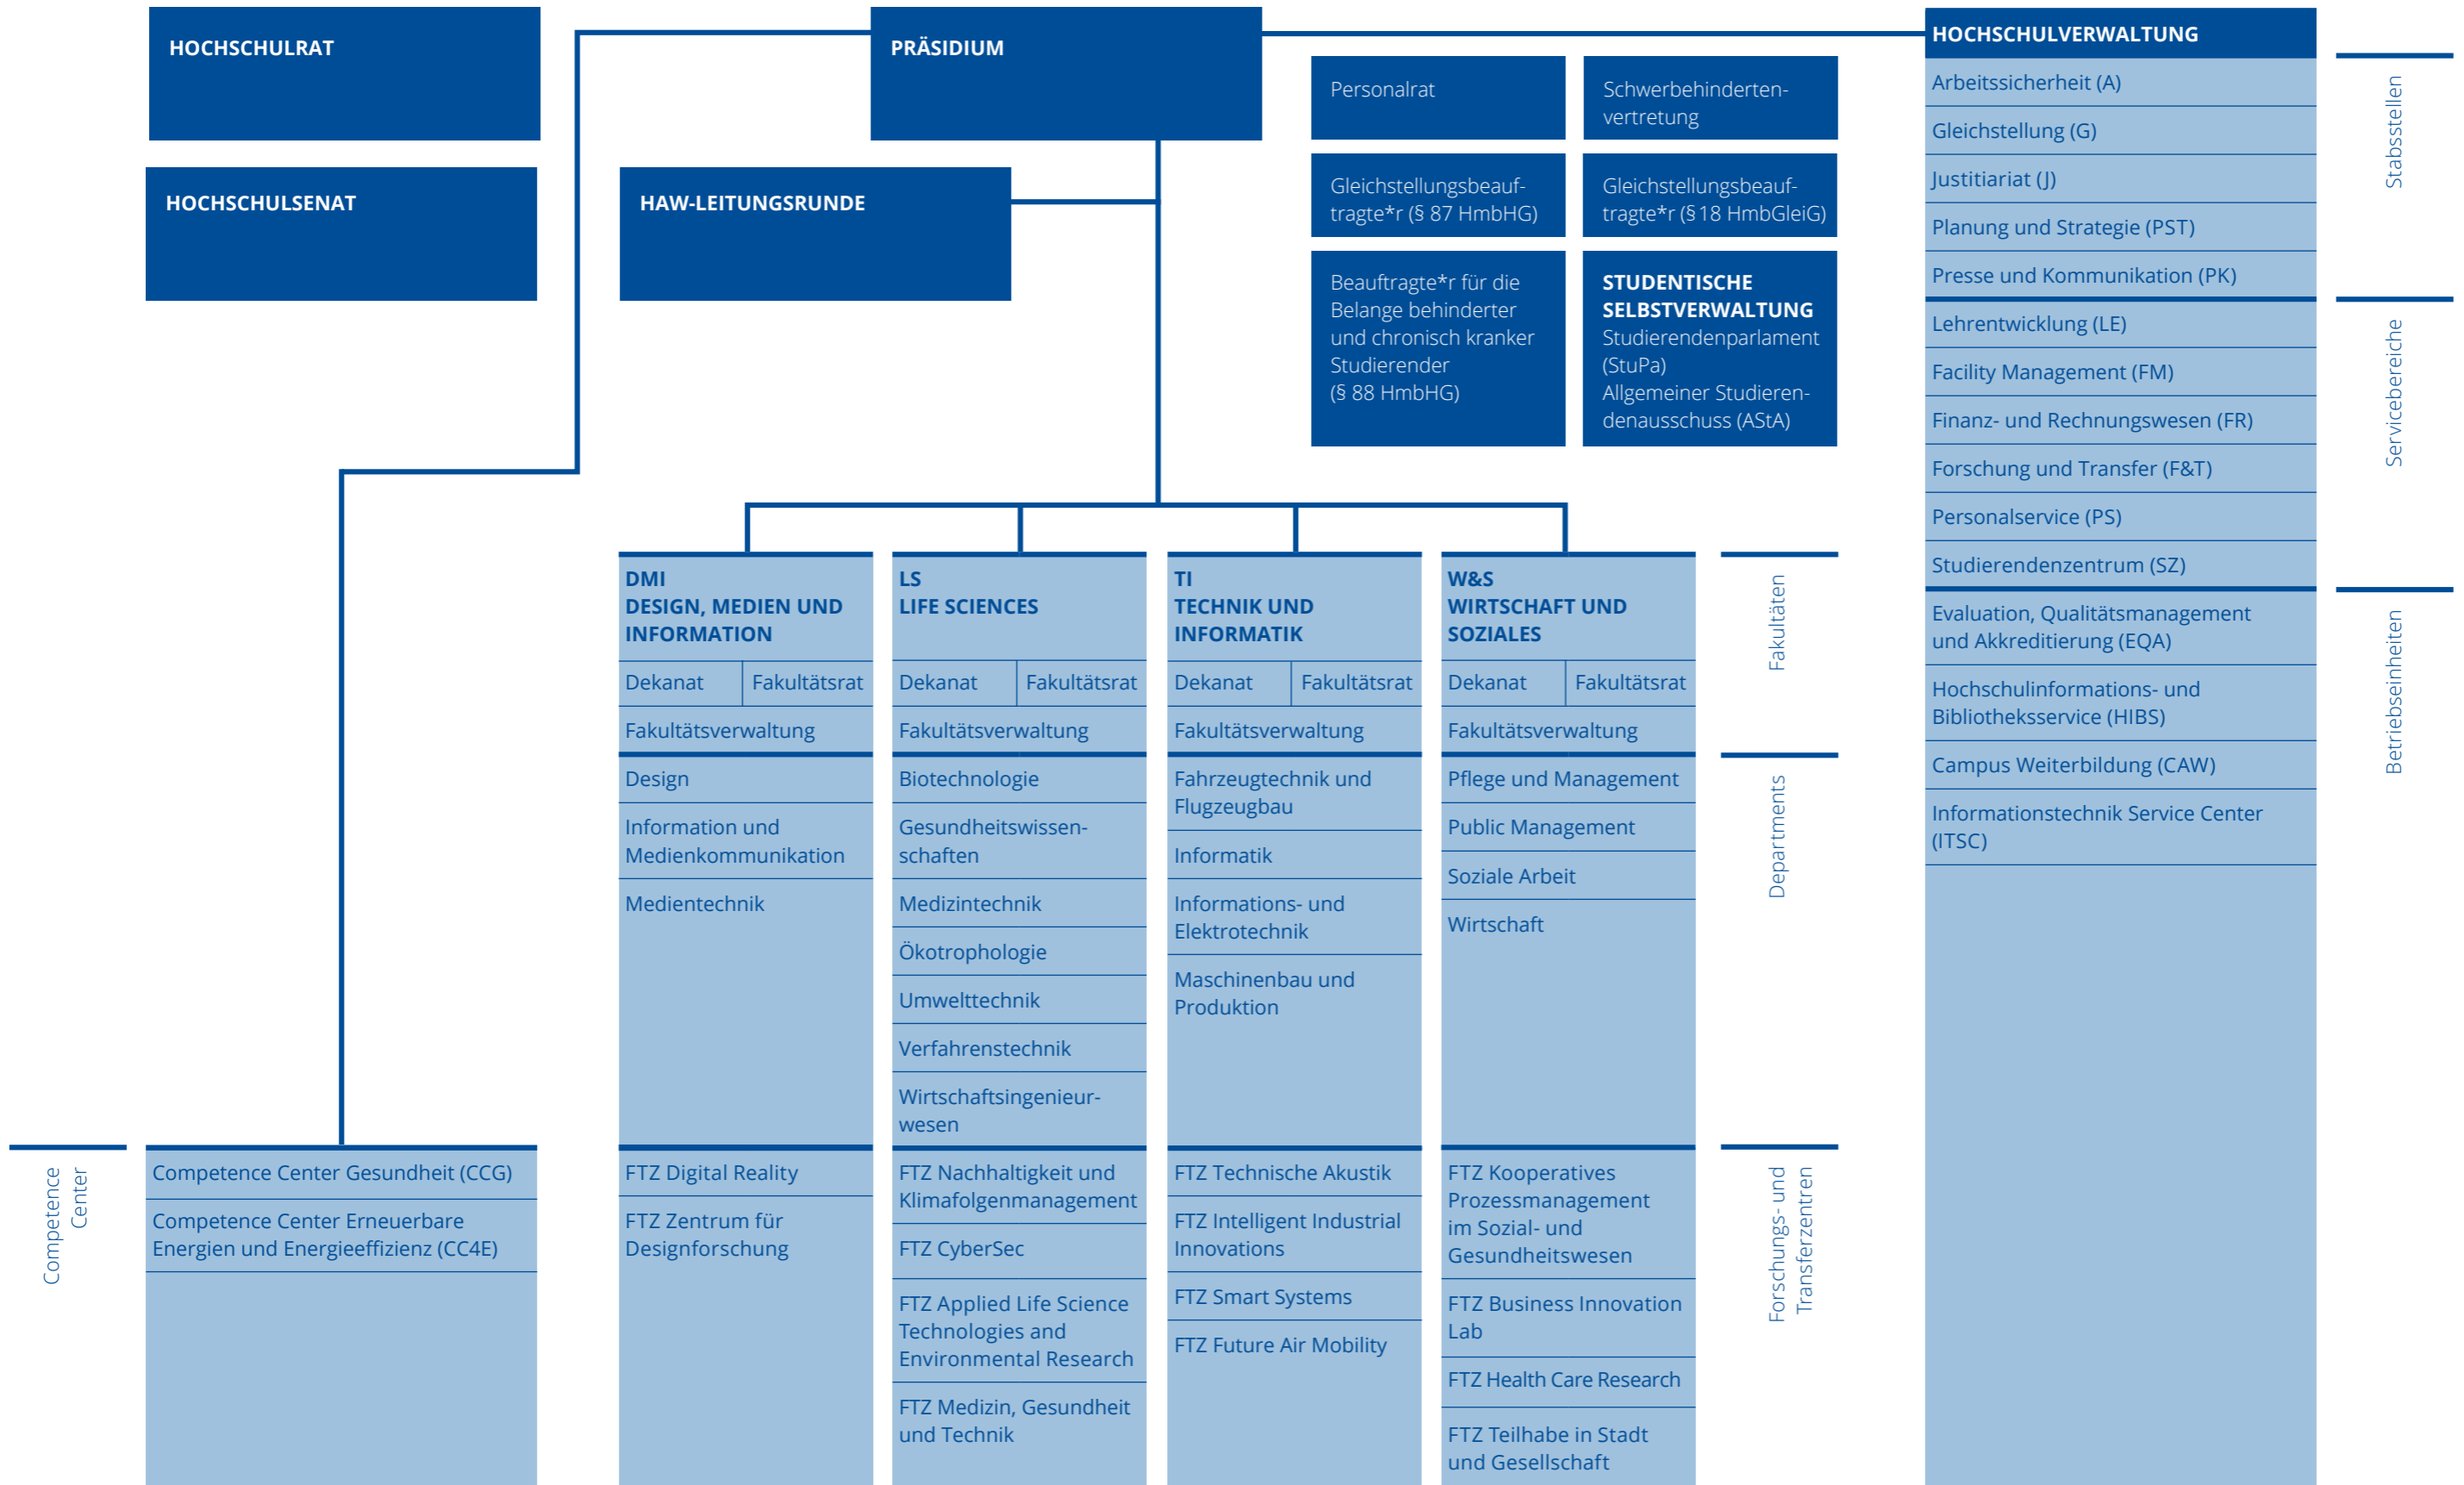 HOCHSCHULRAT
HOCHSCHULSENAT
PRÄSIDIUM
HAW-LEITUNGSRUNDE
Personalrat
Schwerbehinderten-
vertretung
Gleichstellungsbeauf-
tragte*r (§ 87 HmbHG)
Gleichstellungsbeauf-
tragte*r (§18 HmbGleiG)
Beauftragte*r für die
Belange behinderter
und chronisch kranker
Studierender
(§ 88 HmbHG)
STUDENTISCHE
SELBSTVERWALTUNG
Studierendenparlament
(StuPa)
Allgemeiner Studieren-
denausschuss (AStA)
HOCHSCHULVERWALTUNG
Stabsstellen
Arbeitssicherheit (A)
Gleichstellung (G)
Justitiariat (J)
Planung und Strategie (PST)
Presse und Kommunikation (PK)
Servicebereiche
Lehrentwicklung (LE)
Facility Management (FM)
Finanz- und Rechnungswesen (FR)
Forschung und Transfer (F&T)
Personalservice (PS)
Studierendenzentrum (SZ)
Betriebseinheiten
Evaluation, Qualitätsmanagement
und Akkreditierung (EQA)
Hochschulinformations- und
Bibliotheksservice (HIBS)
Campus Weiterbildung (CAW)
Informationstechnik Service Center
(ITSC)
Fakultäten
Departments
Forschungs- und
Transferzentren
DMI
DESIGN, MEDIEN UND
INFORMATION
Dekanat
Fakultätsrat
Fakultätsverwaltung
Design
Information und
Medienkommunikation
Medientechnik
FTZ Digital Reality
FTZ Zentrum für
Designforschung
LS
LIFE SCIENCES
Dekanat
Fakultätsrat
Fakultätsverwaltung
Biotechnologie
Gesundheitswissen-
schaften
Medizintechnik
Ökotrophologie
Umwelttechnik
Verfahrenstechnik
Wirtschaftsingenieur-
wesen
FTZ Nachhaltigkeit und
Klimafolgenmanagement
FTZ CyberSec
FTZ Applied Life Science
Technologies and
Environmental Research
FTZ Medizin, Gesundheit
und Technik
TI
TECHNIK UND
INFORMATIK
Dekanat
Fakultätsrat
Fakultätsverwaltung
Fahrzeugtechnik und
Flugzeugbau
Informatik
Informations- und
Elektrotechnik
Maschinenbau und
Produktion
FTZ Technische Akustik
FTZ Intelligent Industrial
Innovations
FTZ Smart Systems
FTZ Future Air Mobility
W&S
WIRTSCHAFT UND
SOZIALES
Dekanat
Fakultätsrat
Fakultätsverwaltung
Pflege und Management
Public Management
Soziale Arbeit
Wirtschaft
FTZ Kooperatives
Prozessmanagement
im Sozial- und
Gesundheitswesen
FTZ Business Innovation
Lab
FTZ Health Care Research
FTZ Teilhabe in Stadt
und Gesellschaft
Competence
Center
Competence Center Gesundheit (CCG)
Competence Center Erneuerbare
Energien und Energieeffizienz (CC4E)